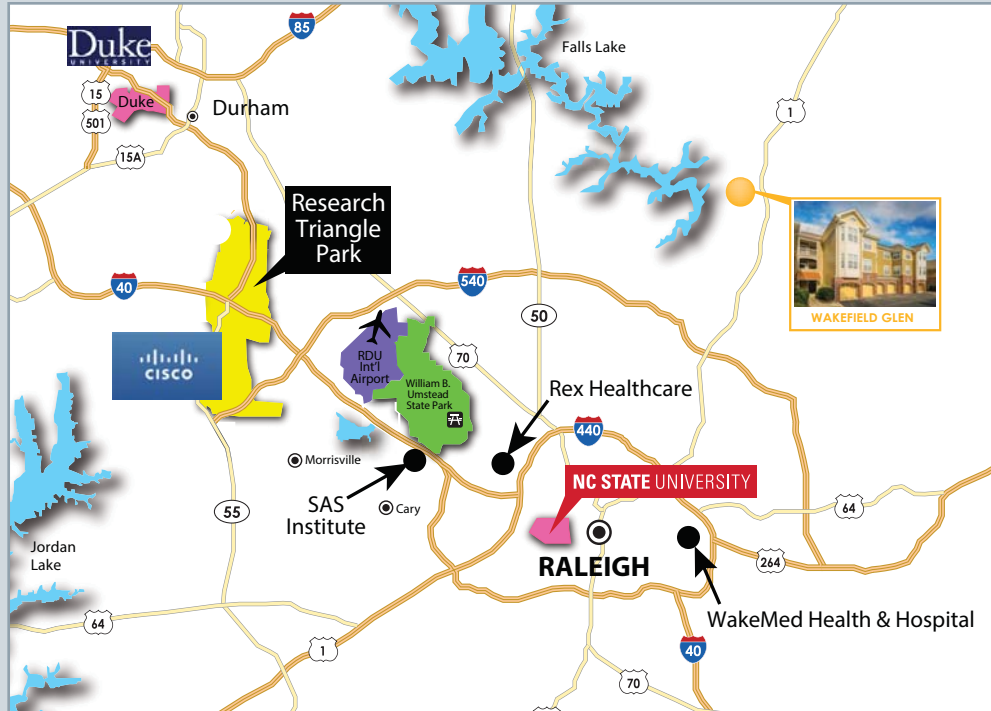 85
Duke
UNIVERSITY
Falls Lake
15
Duke
Durham
1
501
15A
Research
Triangle
Park
540
40
WAKEFIELD GLEN
50
RDU
Int'l
Airport
70
CISCO
William B.
Umstead
State Park
Rex Healthcare
440
Morrisville
NC STATE UNIVERSITY
SAS
Institute
Cary
64
55
Jordan
Lake
RALEIGH
264
WakeMed Health & Hospital
64
1
40
70